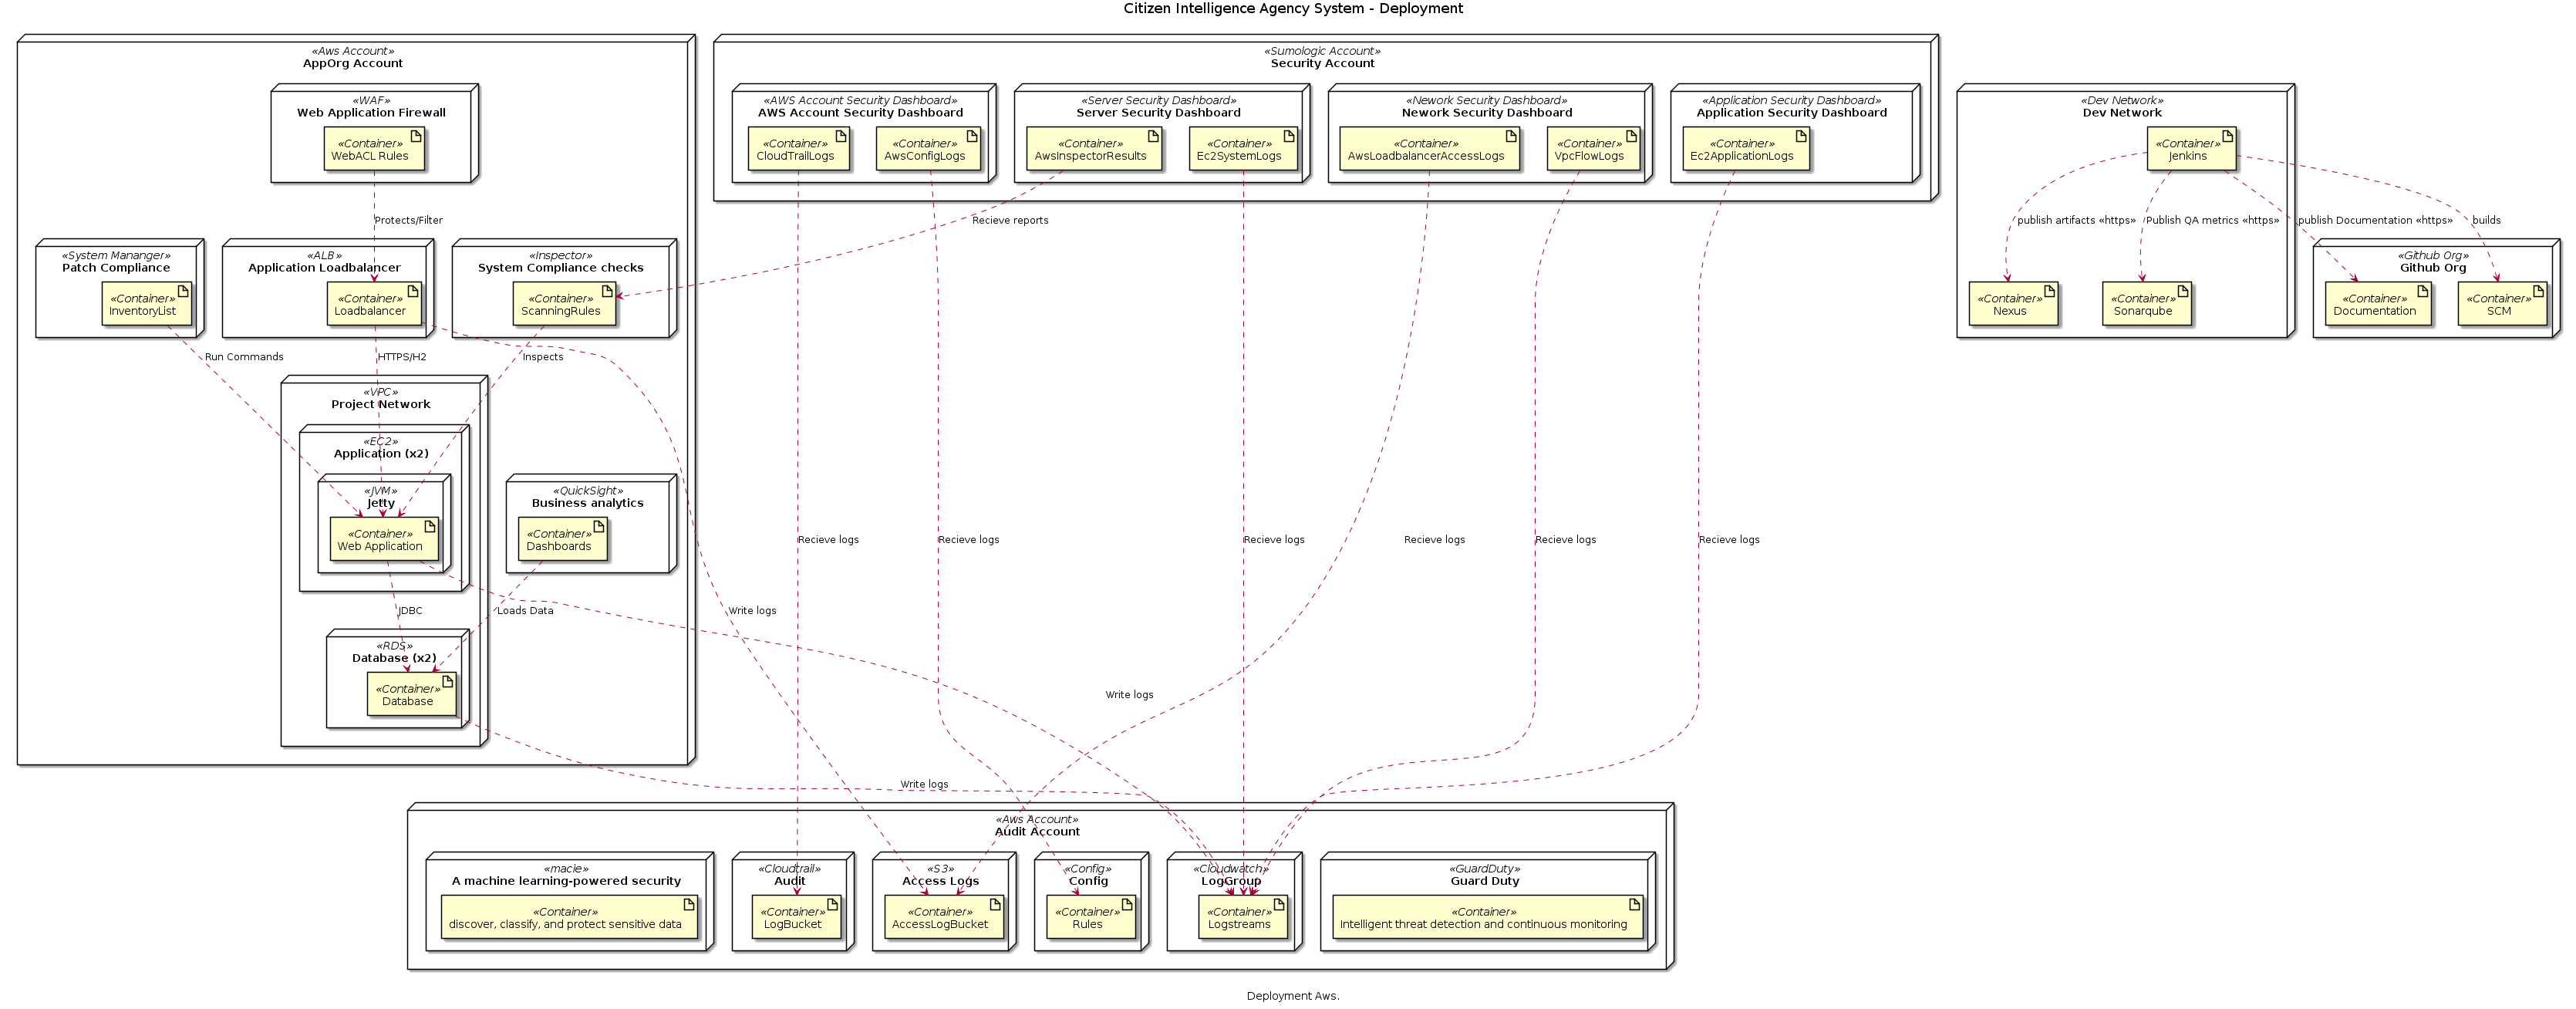 Citizen Intelligence Agency System - Deployment
«Aws Account»
AppOrg Account
«WAF»
Web Application Firewall
«Container»
WebACL Rules
Protects/Filter
«System Mananger»
Patch Compliance
«Container»
InventoryList
«ALB»
Application Loadbalancer
«Container»
Loadbalancer
«Inspector»
System Compliance checks
«Container»
ScanningRules
Run Commands
HTTPS/H2
Inspects
«VPC»
Project Network
«EC2»
Application (x2)
«JVM»
Jetty
«Container»
Web Application
«QuickSight»
Business analytics
«Container»
Dashboards
JDBC
Loads Data
«RDS»
Database (x2)
«Container»
Database
«Sumologic Account»
Security Account
«AWS Account Security Dashboard»
AWS Account Security Dashboard
«Container»
CloudTrailLogs
«Container»
AwsConfigLogs
«Server Security Dashboard»
Server Security Dashboard
«Container»
AwsInspectorResults
«Container»
Ec2SystemLogs
«Nework Security Dashboard»
Nework Security Dashboard
«Container»
AwsLoadbalancerAccessLogs
«Container»
VpcFlowLogs
«Application Security Dashboard»
Application Security Dashboard
«Container»
Ec2ApplicationLogs
Recieve reports
Recieve logs
Recieve logs
Recieve logs
Recieve logs
Recieve logs
Recieve logs
Write logs
Write logs
Write logs
«Dev Network»
Dev Network
«Container»
Jenkins
publish artifacts «https»
Publish QA metrics «https»
publish Documentation «https»
builds
«Container»
Nexus
«Container»
Sonarqube
«Github Org»
Github Org
«Container»
Documentation
«Container»
SCM
«Aws Account»
Audit Account
«macie»
A machine learning-powered security
«Container»
discover, classify, and protect sensitive data
«Cloudtrail»
Audit
«Container»
LogBucket
«S3»
Access Logs
«Container»
AccessLogBucket
«Config»
Config
«Container»
Rules
«Cloudwatch»
LogGroup
«Container»
Logstreams
«GuardDuty»
Guard Duty
«Container»
Intelligent threat detection and continuous monitoring
Deployment Aws.